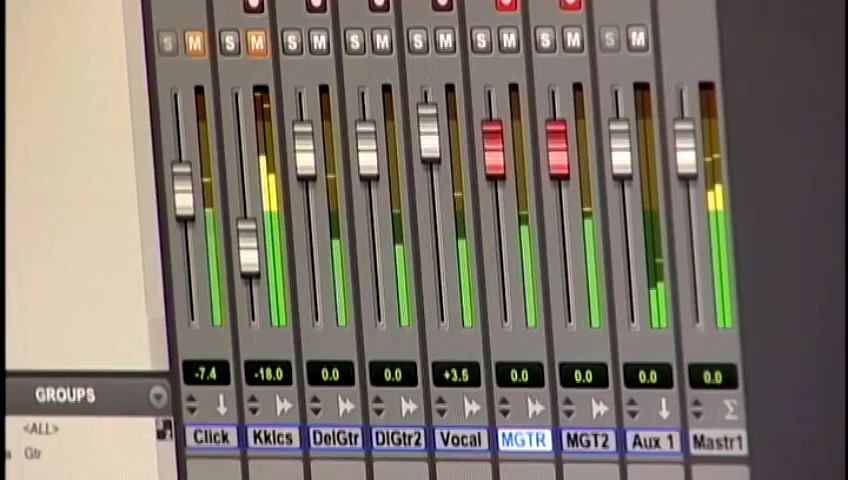 S M S M S M S M S M S M S M S M
-7.4 -18.0 0.0 0.0 +3.5 0.0 0.0 0.0 0.0
GROUPS
Σ
<ALL>
Click Kklcs DelGtr DlGtr2 Vocal MGTR MGT2 Aux 1 Mastr1
a Gtr